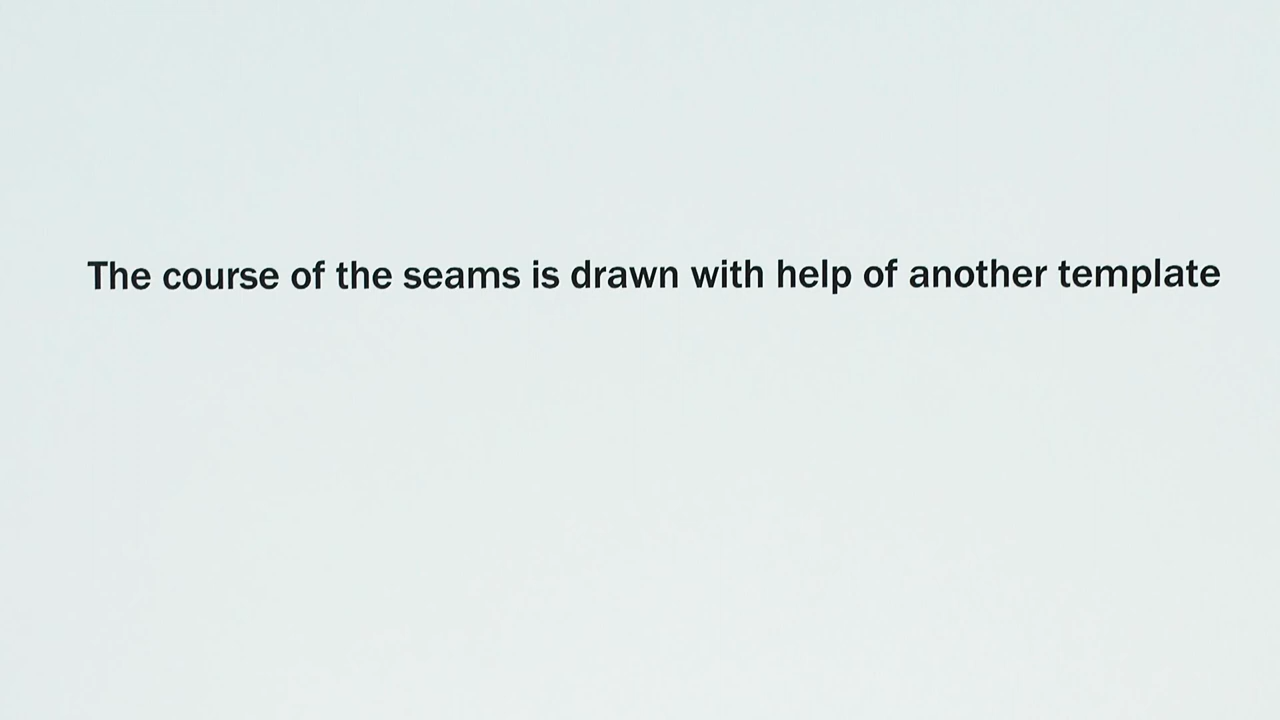 The course of the seams is drawn with help of another template